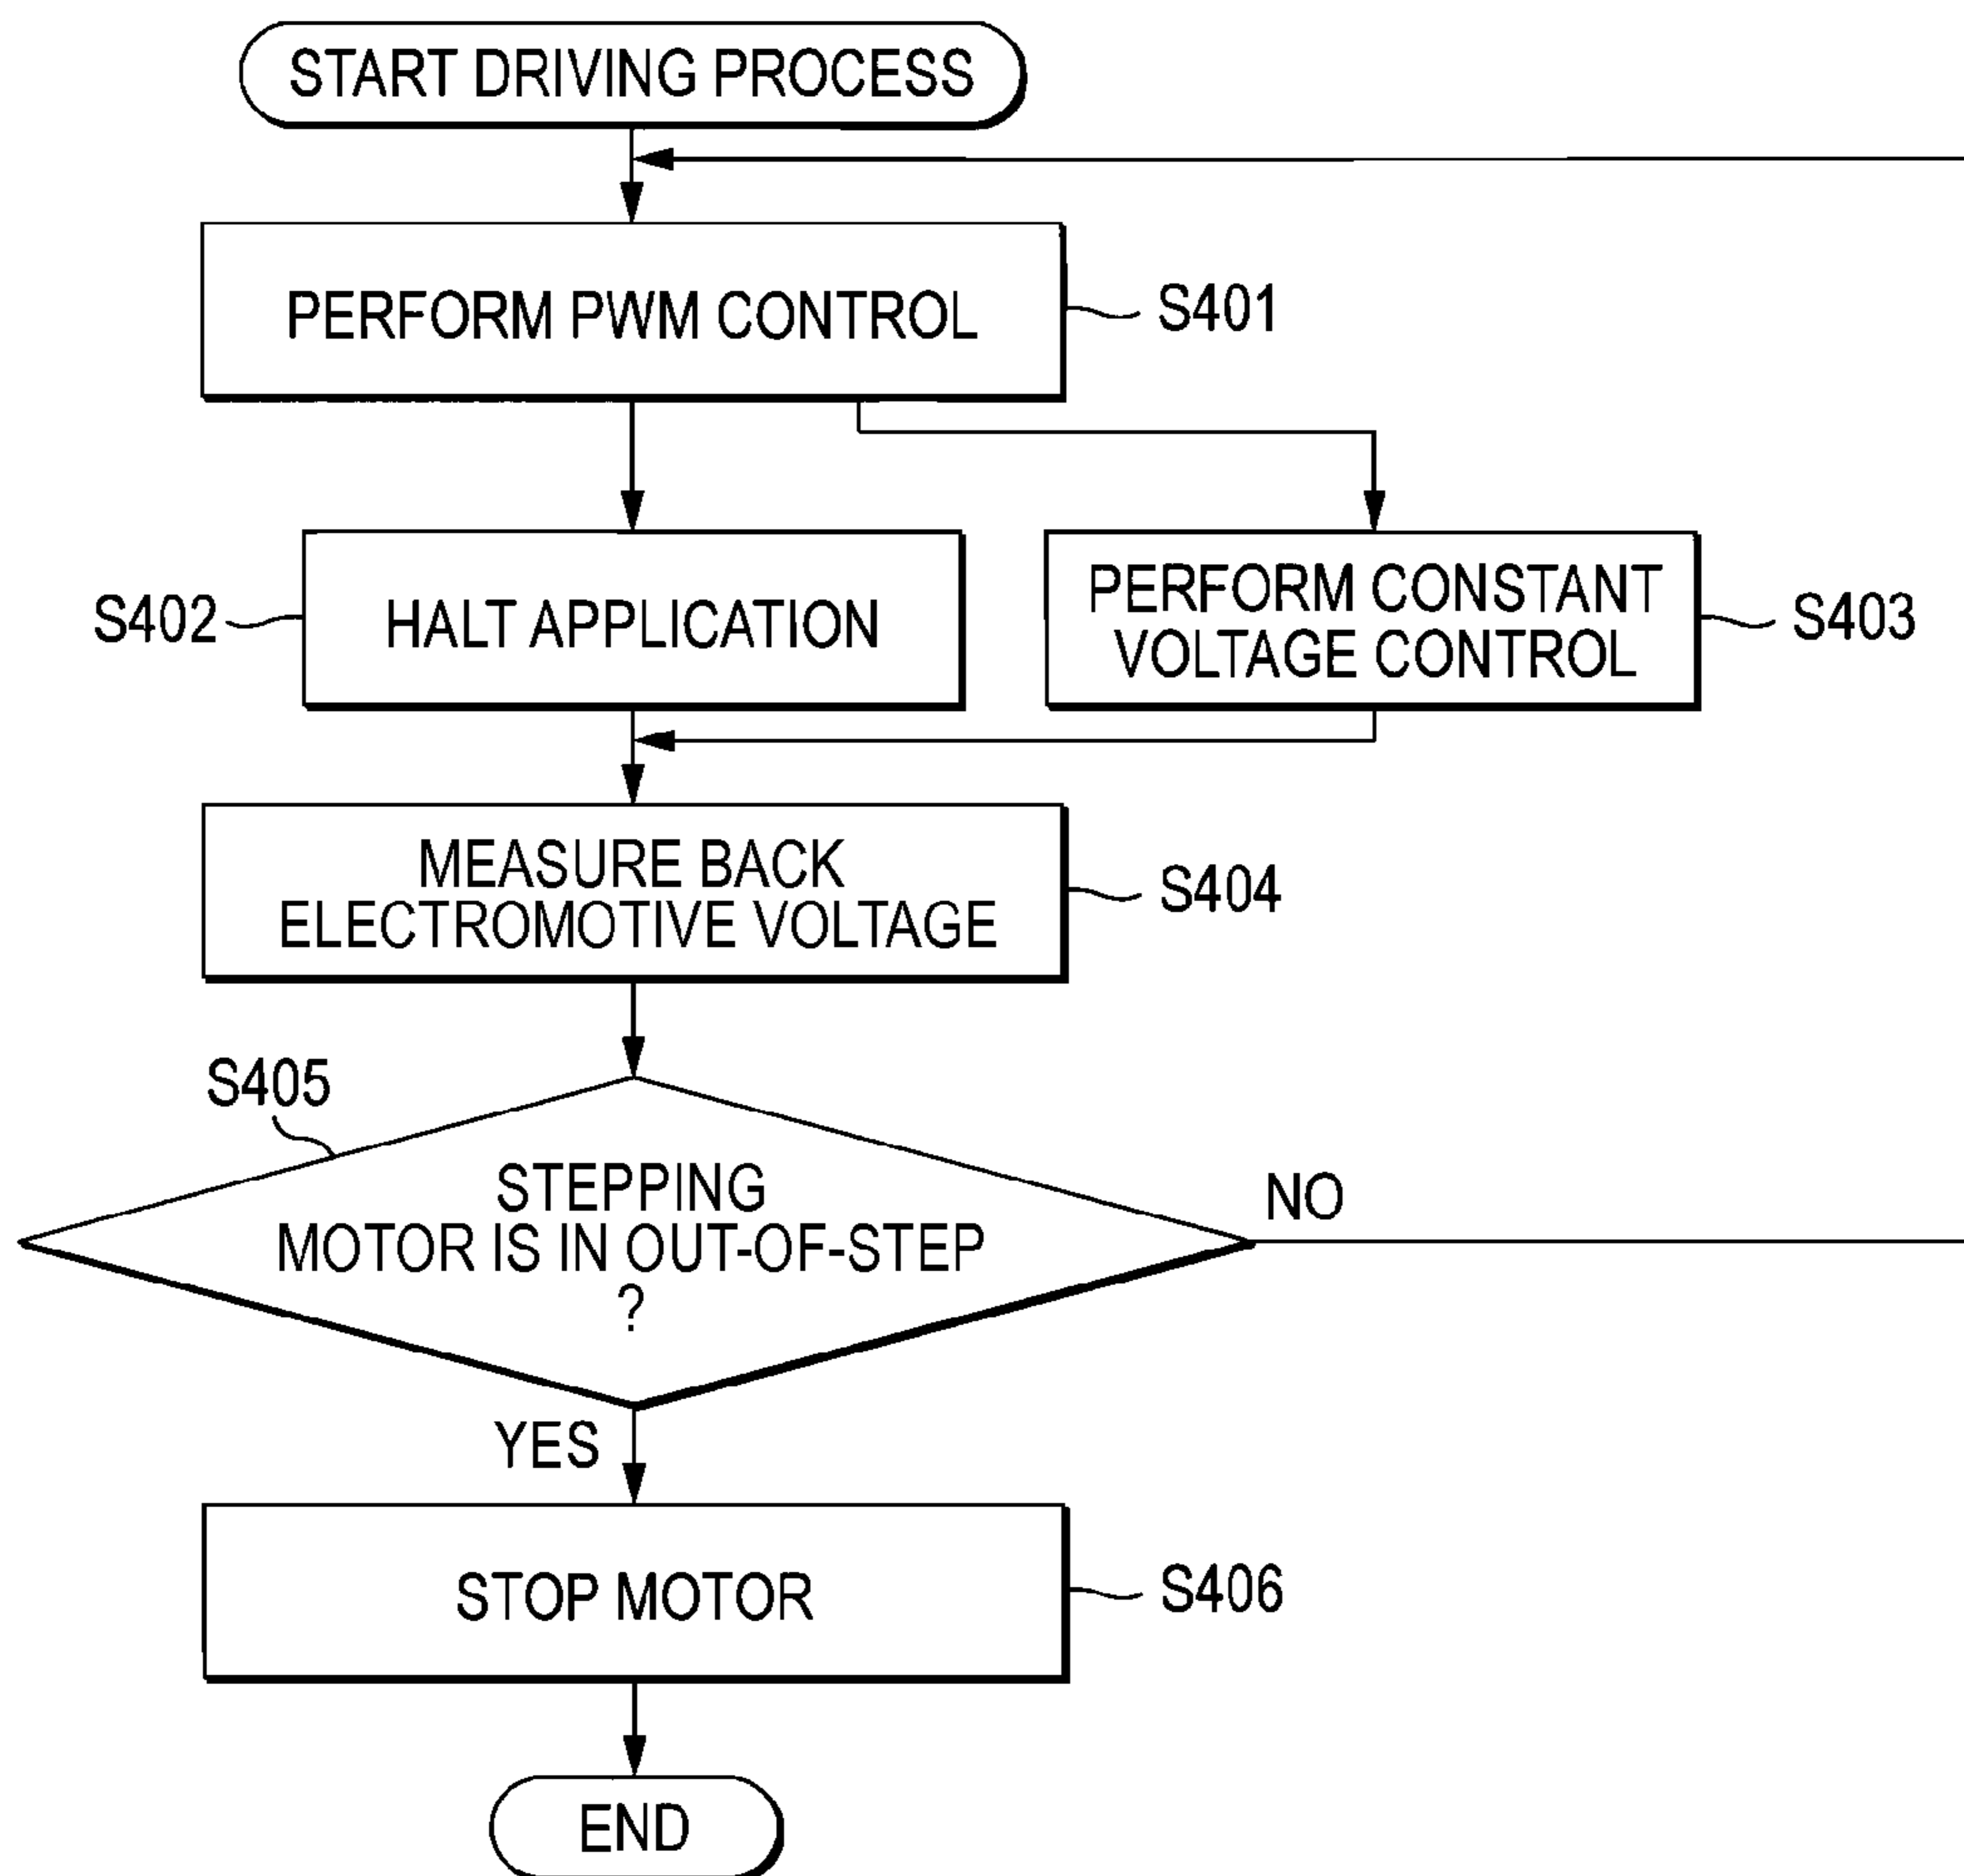 START DRIVING PROCESS
PERFORM PWM CONTROL
S401
S402
HALT APPLICATION
PERFORM CONSTANT
VOLTAGE CONTROL
S403
MEASURE BACK
ELECTROMOTIVE VOLTAGE
S404
S405
STEPPING
MOTOR IS IN OUT-OF-STEP
?
NO
YES
STOP MOTOR
S406
END